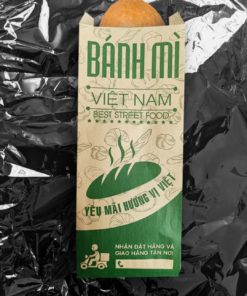 BÁNH MÌ
VIỆT NAM
BEST STREET FOOD
YÊU MÃI HƯƠNG VỊ VIỆT
NHẬN ĐẶT HÀNG VÀ
GIAO HÀNG TẬN NƠI